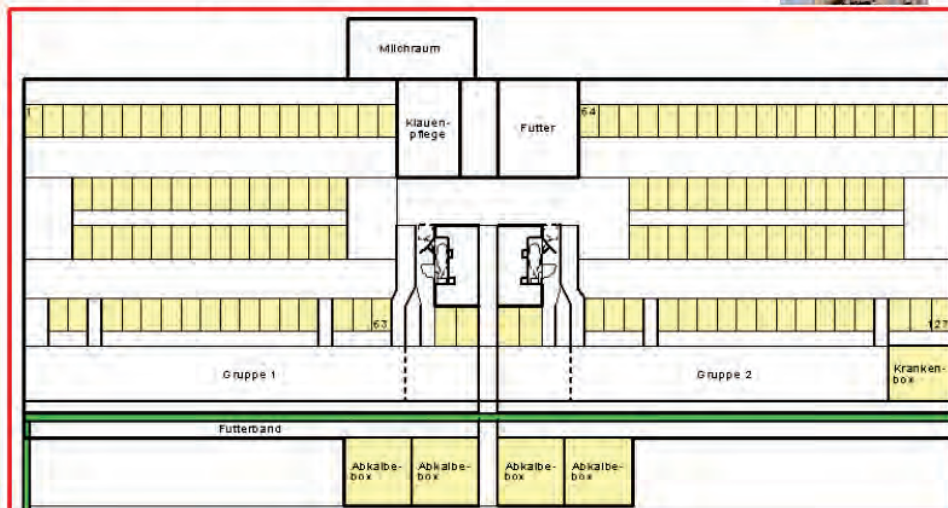 Milchraum
1
Klauen-
pflege
Futter
64
63
127
Gruppe 1
Gruppe 2
Kranken-
box
Futterband
Abkalbe-
box
Abkalbe-
box
Abkalbe-
box
Abkalbe-
box